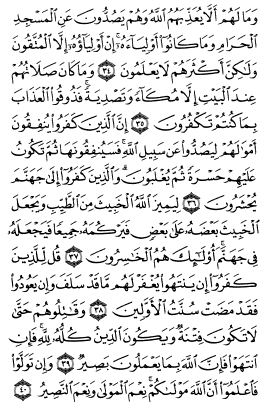 وَمَا لَهُمْ أَلَّا يُعَذِّبَهُمُ ٱللَّهُ وَهُمْ يَصُدُّونَ عَنِ ٱلْمَسْجِدِ
ٱلْحَرَامِ وَمَا كَانُوٓا۟ أَوْلِيَآءَهُۥٓ ۚ إِنْ أَوْلِيَآؤُهُۥٓ إِلَّا ٱلْمُتَّقُونَ
وَلَٰكِنَّ أَكْثَرَهُمْ لَا يَعْلَمُونَ ٣٤ وَمَا كَانَ صَلَاتُهُمْ
عِندَ ٱلْبَيْتِ إِلَّا مُكَآءً وَتَصْدِيَةً ۚ فَذُوقُوا۟ ٱلْعَذَابَ
بِمَا كُنتُمْ تَكْفُرُونَ ٣٥ إِنَّ ٱلَّذِينَ كَفَرُوا۟ يُنفِقُونَ
أَمْوَٰلَهُمْ لِيَصُدُّوا۟ عَن سَبِيلِ ٱللَّهِ ۚ فَسَيُنفِقُونَهَا ثُمَّ تَكُونُ
عَلَيْهِمْ حَسْرَةً ثُمَّ يُغْلَبُونَ ۗ وَٱلَّذِينَ كَفَرُوٓا۟ إِلَىٰ جَهَنَّمَ
يُحْشَرُونَ ٣٦ لِيَمِيزَ ٱللَّهُ ٱلْخَبِيثَ مِنَ ٱلطَّيِّبِ وَيَجْعَلَ
ٱلْخَبِيثَ بَعْضَهُۥ عَلَىٰ بَعْضٍ فَيَرْكُمَهُۥ جَمِيعًا فَيَجْعَلَهُۥ
فِى جَهَنَّمَ ۚ أُو۟لَٰٓئِكَ هُمُ ٱلْخَٰسِرُونَ ٣٧ قُل لِّلَّذِينَ
كَفَرُوٓا۟ إِن يَنتَهُوا۟ يُغْفَرْ لَهُم مَّا قَدْ سَلَفَ وَإِن يَعُودُوا۟
فَقَدْ مَضَتْ سُنَّتُ ٱلْأَوَّلِينَ ٣٨ وَقَٰتِلُوهُمْ حَتَّىٰ
لَا تَكُونَ فِتْنَةٌ وَيَكُونَ ٱلدِّينُ كُلُّهُۥ لِلَّهِ ۚ فَإِنِ
ٱنتَهَوْا۟ فَإِنَّ ٱللَّهَ بِمَا يَعْمَلُونَ بَصِيرٌ ٣٩ وَإِن تَوَلَّوْا۟
فَٱعْلَمُوٓا۟ أَنَّ ٱللَّهَ مَوْلَىٰكُمْ ۚ نِعْمَ ٱلْمَوْلَىٰ وَنِعْمَ ٱلنَّصِيرُ ٤٠